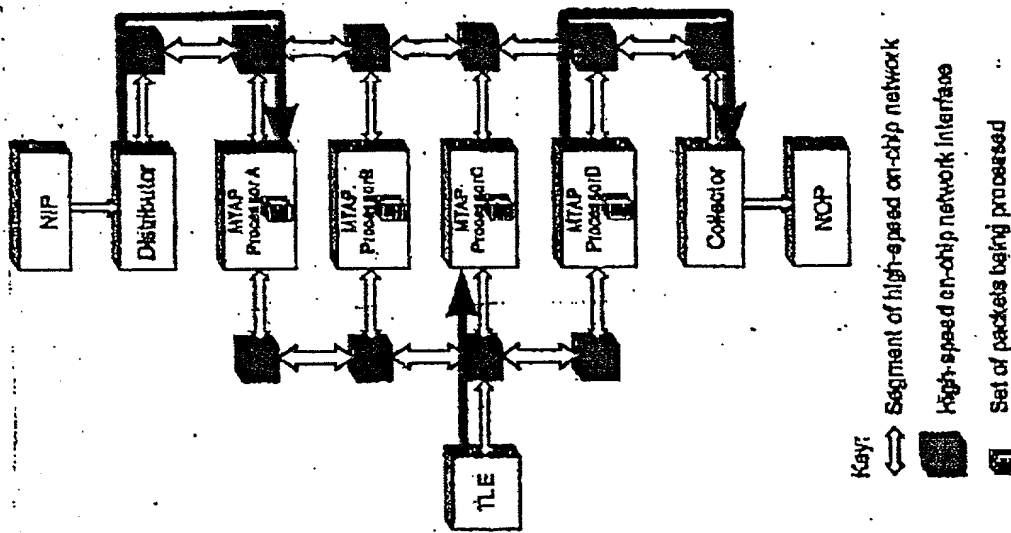 NIP
Distributor
MTAP
Processor A
MTAP
Processor B
MTAP
Processor C
MTAP
Processor D
Collector
NOP
TLE
Key:
Segment of high-speed on-chip network
High-speed on-chip network interface
Set of packets being processed